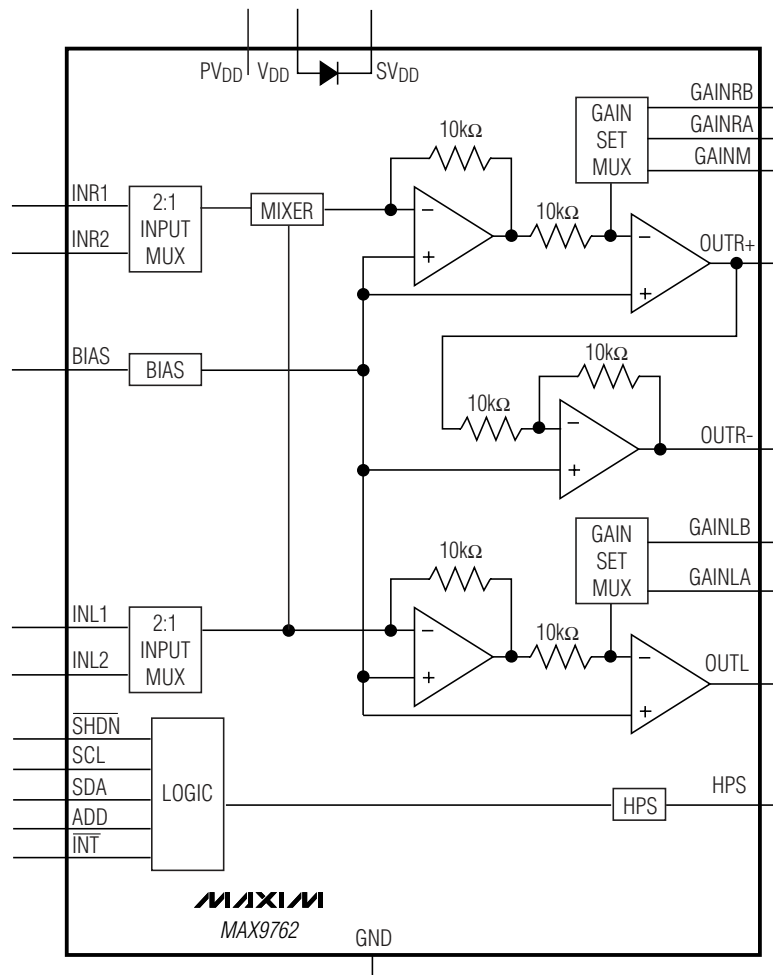 PVDD VDD SVDD
GAINRB
GAINRA
GAINM
GAIN
SET
MUX
10kΩ
INR1
INR2
2:1
INPUT
MUX
MIXER
10kΩ
−
+
−
+
OUTR+
BIAS
BIAS
10kΩ
10kΩ
−
+
OUTR-
GAIN
SET
MUX
GAINLB
GAINLA
10kΩ
INL1
INL2
2:1
INPUT
MUX
10kΩ
−
+
−
+
OUTL
SHDN
SCL
SDA
ADD
INT
LOGIC
HPS
HPS
MAXIM
MAX9762
GND